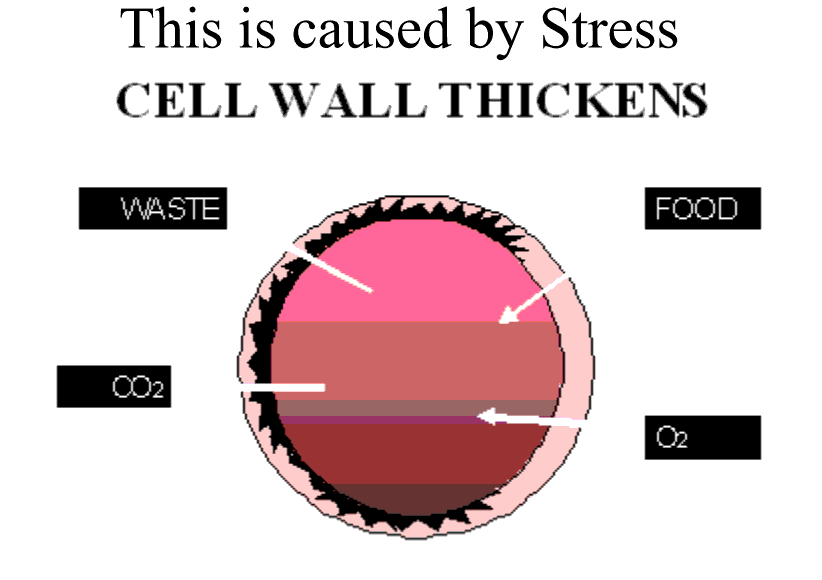 This is caused by Stress
CELL WALL THICKENS
WASTE
FOOD
CO2
O2